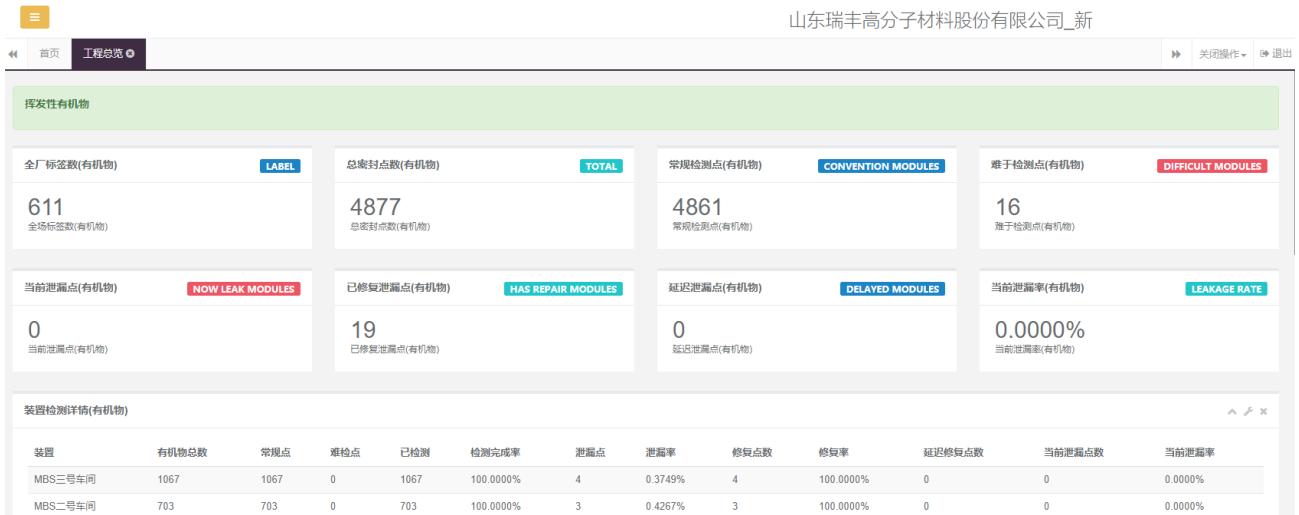 山东瑞丰高分子材料股份有限公司_新
首页 工程总览 关闭操作 退出
挥发性有机物
全厂标签数(有机物) LABEL 总密封点数(有机物) TOTAL 常规检测点(有机物) CONVENTION MODULES 难于检测点(有机物) DIFFICULT MODULES
611 4877 4861 16
全场标签数(有机物) 总密封点数(有机物) 常规检测点(有机物) 难于检测点(有机物)
当前泄漏点(有机物) NOW LEAK MODULES 已修复泄漏点(有机物) HAS REPAIR MODULES 延迟泄漏点(有机物) DELAYED MODULES 当前泄漏率(有机物) LEAKAGE RATE
0 19 0 0.0000%
当前泄漏点(有机物) 已修复泄漏点(有机物) 延迟泄漏点(有机物) 当前泄漏率(有机物)
装置检测详情(有机物)
装置 有机物总数 常规点 难检点 已检测 检测完成率 泄漏点 泄漏率 修复点数 修复率 延迟修复点数 当前泄漏点数 当前泄漏率
MBS三号车间 1067 1067 0 1067 100.0000% 4 0.3749% 4 100.0000% 0 0 0.0000%
MBS二号车间 703 703 0 703 100.0000% 3 0.4267% 3 100.0000% 0 0 0.0000%